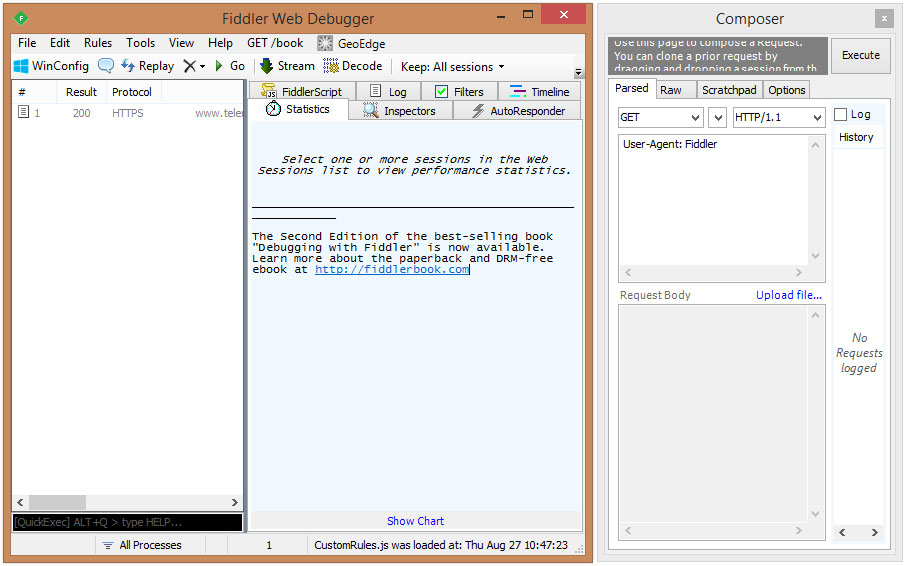 Fiddler Web Debugger
File Edit Rules Tools View Help GET /book GeoEdge
WinConfig Replay Go Stream Decode Keep: All sessions
# Result Protocol
1 200 HTTPS www.teler
FiddlerScript Log Filters Timeline
Statistics Inspectors AutoResponder
Select one or more sessions in the Web
Sessions list to view performance statistics.
The Second Edition of the best-selling book
"Debugging with Fiddler" is now available.
Learn more about the paperback and DRM-free
ebook at http://fiddlerbook.com
Show Chart
[QuickExec] ALT+Q > type HELP...
All Processes 1 CustomRules.js was loaded at: Thu Aug 27 10:47:23
Composer
Use this page to compose a Request.
You can clone a prior request by
dragging and dropping a session from th
Execute
Parsed Raw Scratchpad Options
GET HTTP/1.1 Log
History
User-Agent: Fiddler
Request Body Upload file...
No
Requests
logged